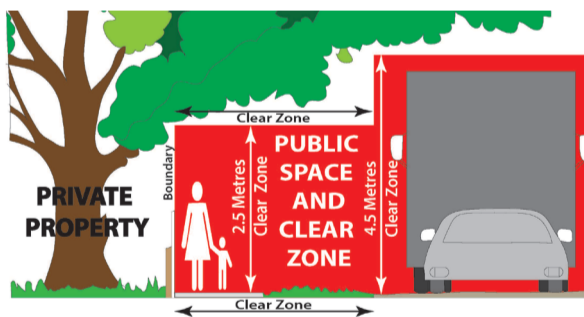 Clear Zone
PRIVATE
PROPERTY
Boundary
2.5 Metres
Clear Zone
PUBLIC
SPACE
AND
CLEAR
ZONE
4.5 Metres
Clear Zone
Clear Zone